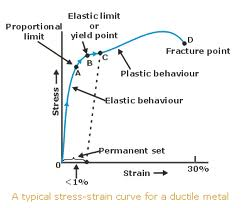 Elastic limit
or
yield point
Proportional
limit
A
B
C
D
Fracture point
Plastic behaviour
Elastic behaviour
Stress
Permanent set
0
<1%
Strain
30%
A typical stress-strain curve for a ductile metal